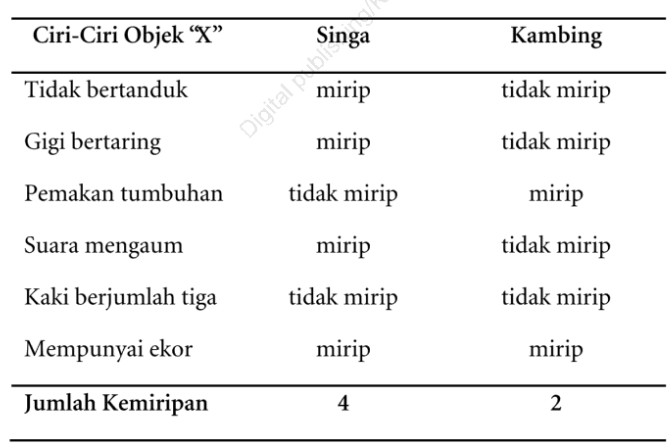 Ciri-Ciri Objek “X” Singa Kambing
Tidak bertanduk mirip tidak mirip
Gigi bertaring mirip tidak mirip
Pemakan tumbuhan tidak mirip mirip
Suara mengaum mirip tidak mirip
Kaki berjumlah tiga tidak mirip tidak mirip
Mempunyai ekor mirip mirip
Jumlah Kemiripan 4 2
Digital publishing/